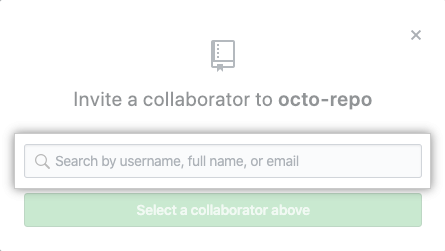 Invite a collaborator to octo-repo
Search by username, full name, or email
Select a collaborator above